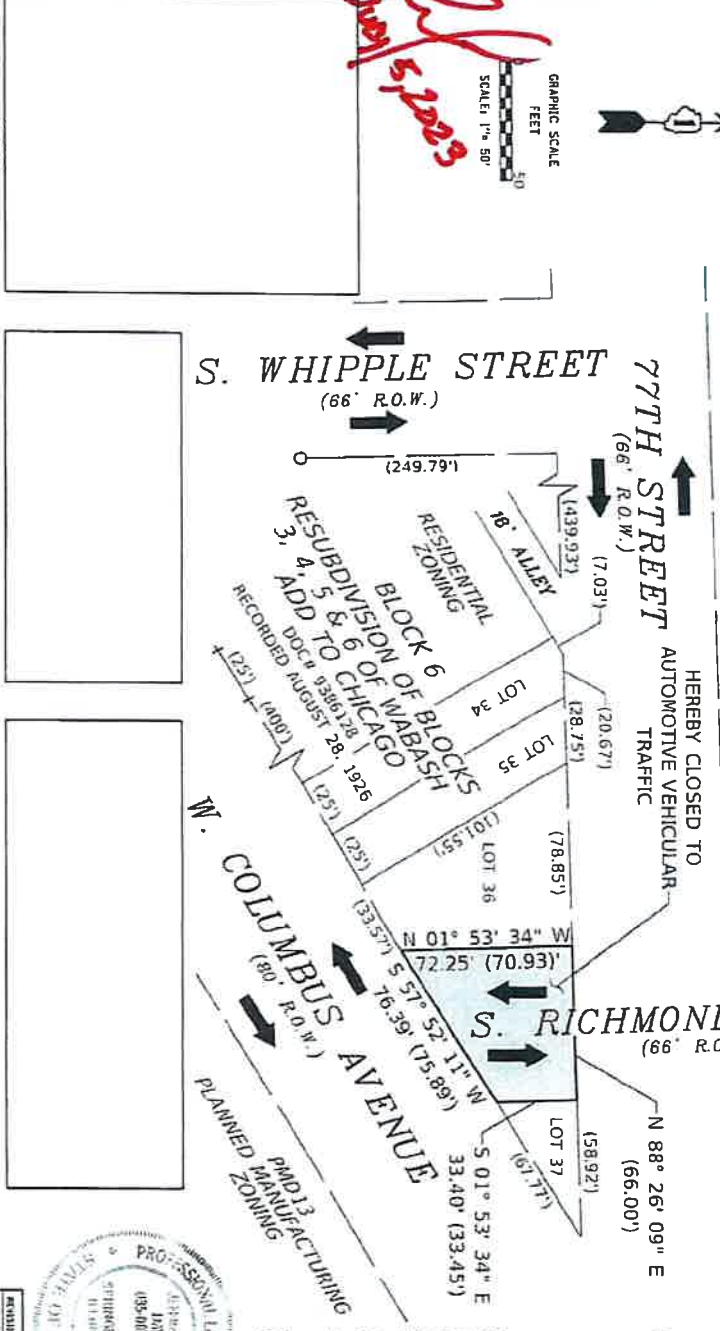 5, 2023
GRAPHIC SCALE
FEET
50
SCALE: 1"= 50'
S. WHIPPLE STREET
(66' R.O.W.)
77TH STREET
(66' R.O.W.)
HEREBY CLOSED TO
AUTOMOTIVE VEHICULAR
TRAFFIC
(249.79')
(439.93')
(7.03')
18' ALLEY
RESIDENTIAL
ZONING
(20.67')
(28.75')
LOT 34
LOT 35
BLOCK 6
RESUBDIVISION OF BLOCKS
3, 4, 5 & 6 OF WABASH
ADD TO CHICAGO
DOC# 9386128
RECORDED AUGUST 28, 1926
(25')
(400')
(25')
(25')
(101.55')
LOT 36
(78.85')
(33.57')
N 01° 53' 34" W
72.25' (70.93)'
S. RICHMOND
(66' R.O
S 57° 52' 11" W
76.39' (75.89')
W. COLUMBUS AVENUE
(80' R.O.W.)
N 88° 26' 09" E
(66.00')
LOT 37
(58.92')
(67.77')
S 01° 53' 34" E
33.40' (33.45')
PMD13
PLANNED MANUFACTURING
ZONING
PROFESSIONAL
STATE OF